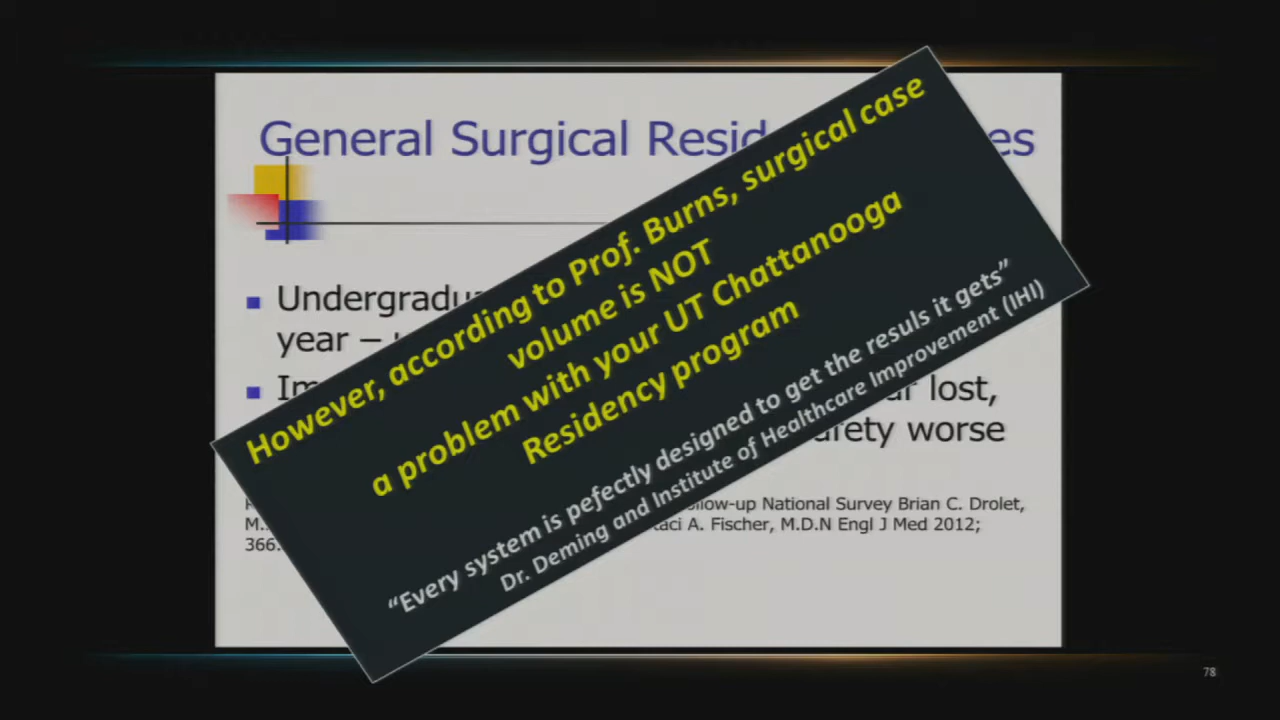 General Surgical Resid es
Undergradu
year –
Im ar lost,
afety worse
ollow-up National Survey Brian C. Drolet,
M. aci A. Fischer, M.D.N Engl J Med 2012;
366.
However, according to Prof. Burns, surgical case
volume is NOT
a problem with your UT Chattanooga
Residency program
“Every system is pefectly designed to get the resuls it gets”
Dr. Deming and Institute of Healthcare Improvement (IHI)
78